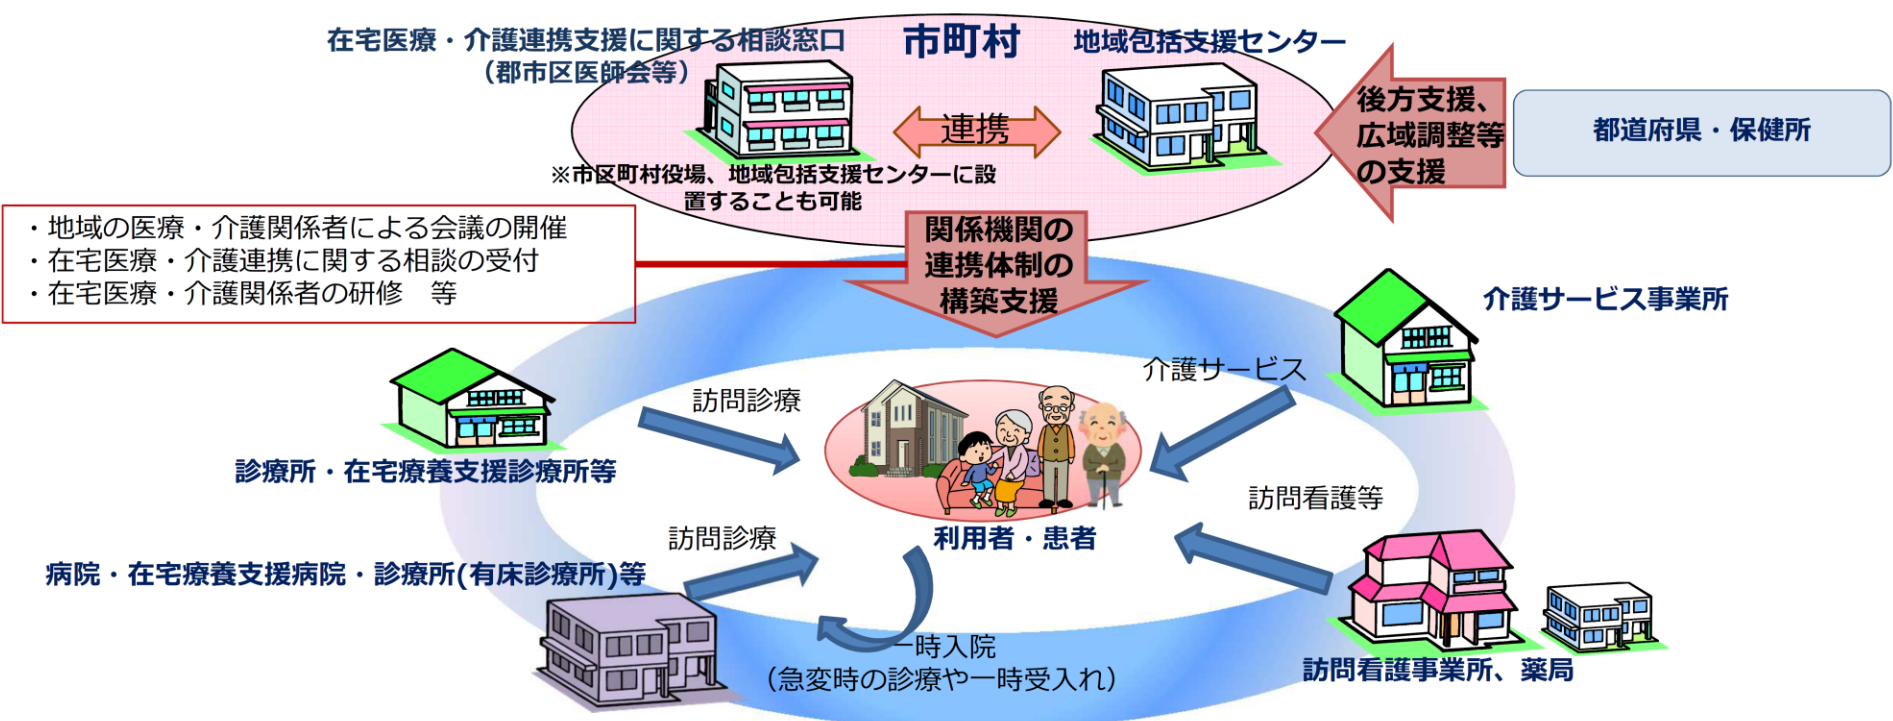 在宅医療・介護連携支援に関する相談窓口
（郡市区医師会等）
市町村
地域包括支援センター
連携
※市区町村役場、地域包括支援センターに設
置することも可能
後方支援、
広域調整等
の支援
都道府県・保健所
・地域の医療・介護関係者による会議の開催
・在宅医療・介護連携に関する相談の受付
・在宅医療・介護関係者の研修　等
関係機関の
連携体制の
構築支援
介護サービス事業所
介護サービス
訪問診療
診療所・在宅療養支援診療所等
利用者・患者
訪問看護等
訪問診療
病院・在宅療養支援病院・診療所(有床診療所)等
一時入院
（急変時の診療や一時受入れ）
訪問看護事業所、薬局